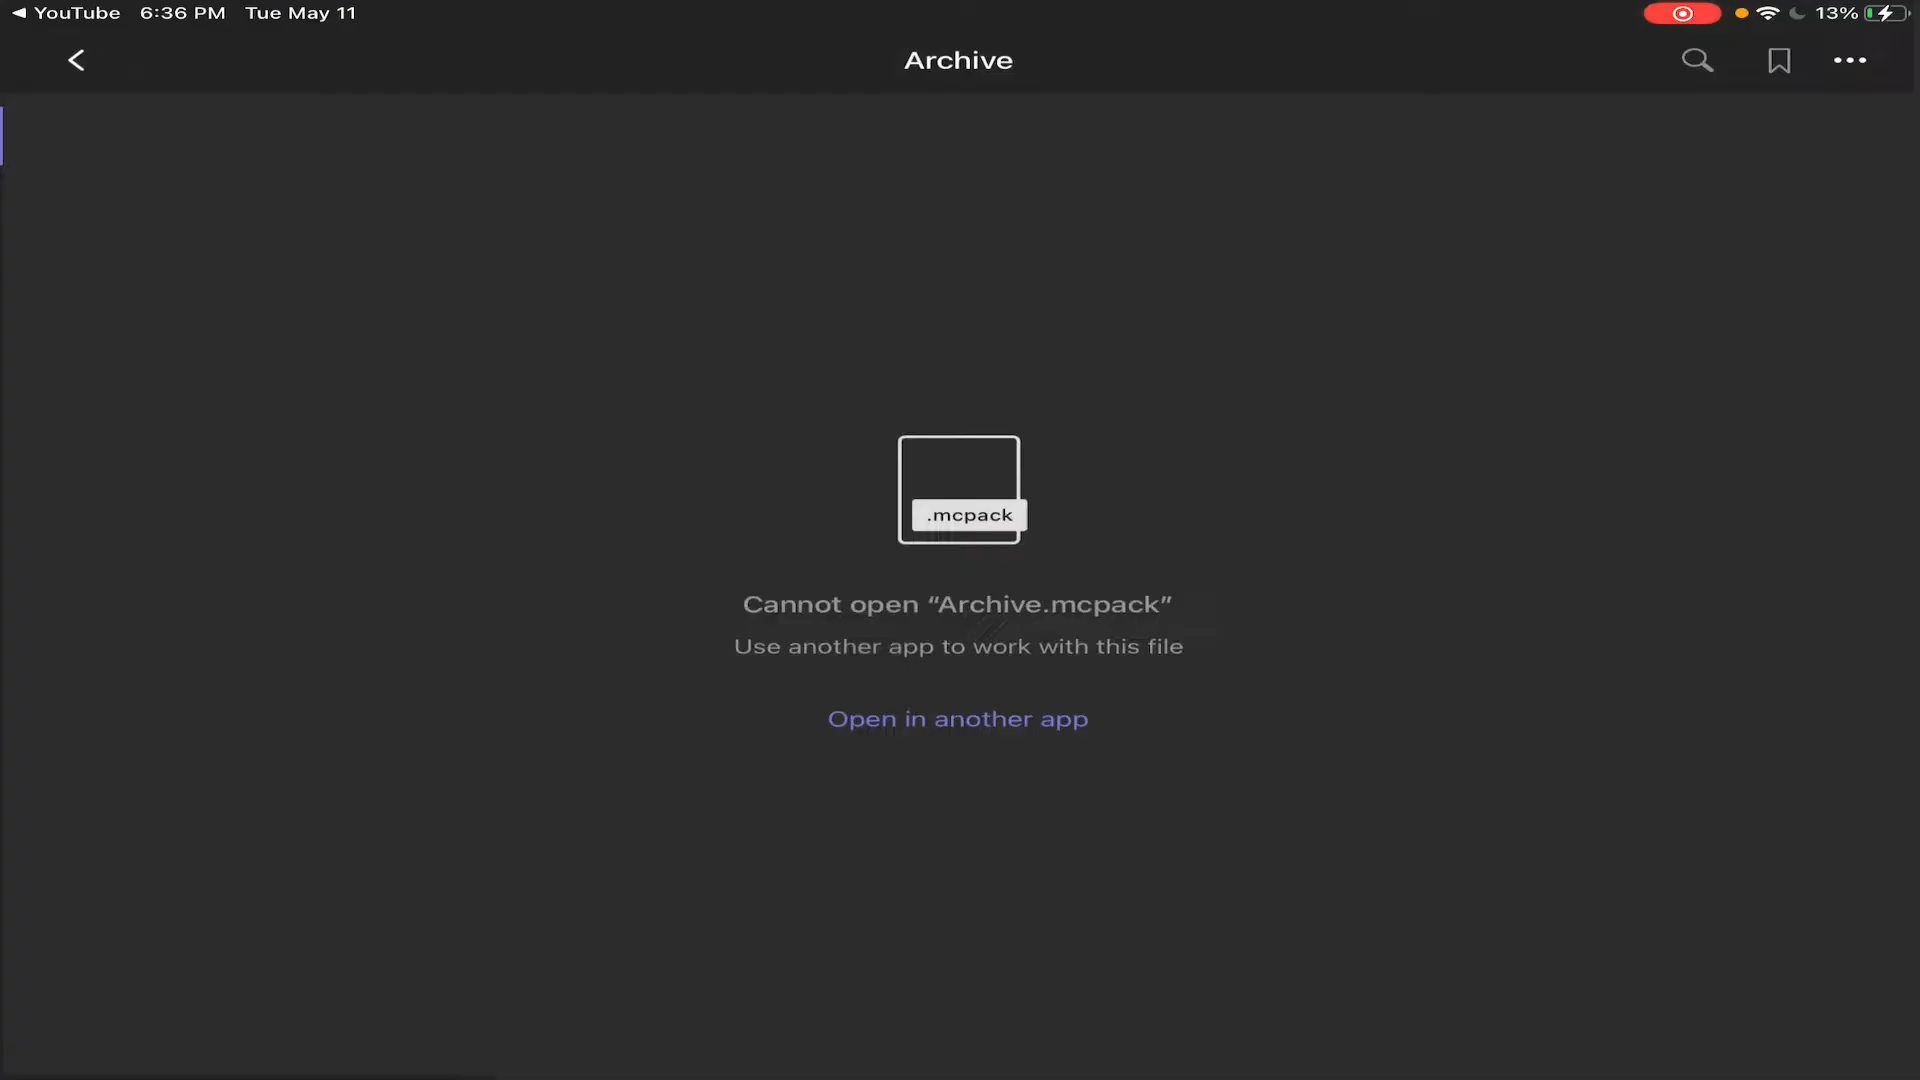 YouTube 6:36 PM Tue May 11 13%
Archive
.mcpack
Cannot open “Archive.mcpack”
Use another app to work with this file
Open in another app